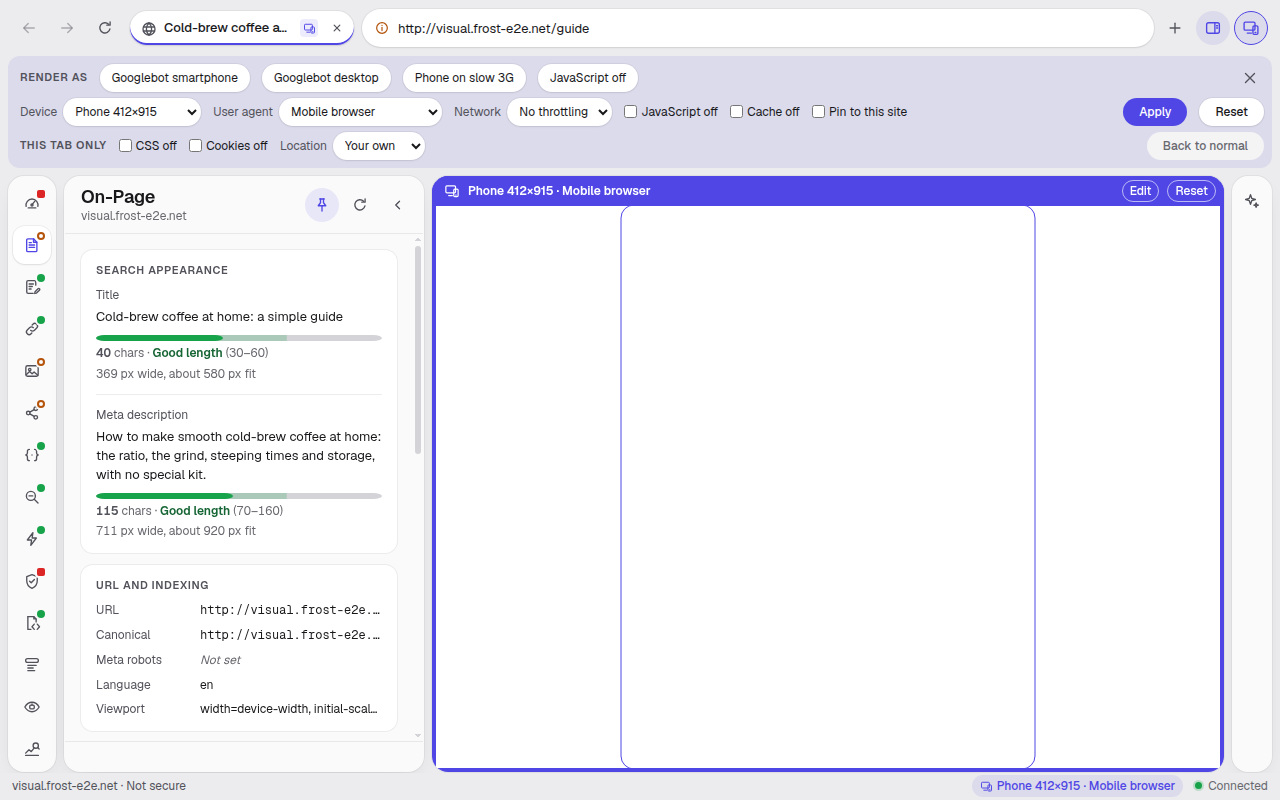 Cold-brew coffee a...
http://visual.frost-e2e.net/guide
RENDER AS Googlebot smartphone Googlebot desktop Phone on slow 3G JavaScript off
Device Phone 412×915 User agent Mobile browser Network No throttling JavaScript off Cache off Pin to this site Apply Reset
THIS TAB ONLY CSS off Cookies off Location Your own Back to normal
On-Page
visual.frost-e2e.net
SEARCH APPEARANCE
Title
Cold-brew coffee at home: a simple guide
40 chars · Good length (30–60)
369 px wide, about 580 px fit
Meta description
How to make smooth cold-brew coffee at home:
the ratio, the grind, steeping times and storage,
with no special kit.
115 chars · Good length (70–160)
711 px wide, about 920 px fit
URL AND INDEXING
URL http://visual.frost-e2e.…
Canonical http://visual.frost-e2e.…
Meta robots Not set
Language en
Viewport width=device-width, initial-scal…
Phone 412×915 · Mobile browser Edit Reset
visual.frost-e2e.net · Not secure
Phone 412×915 · Mobile browser Connected